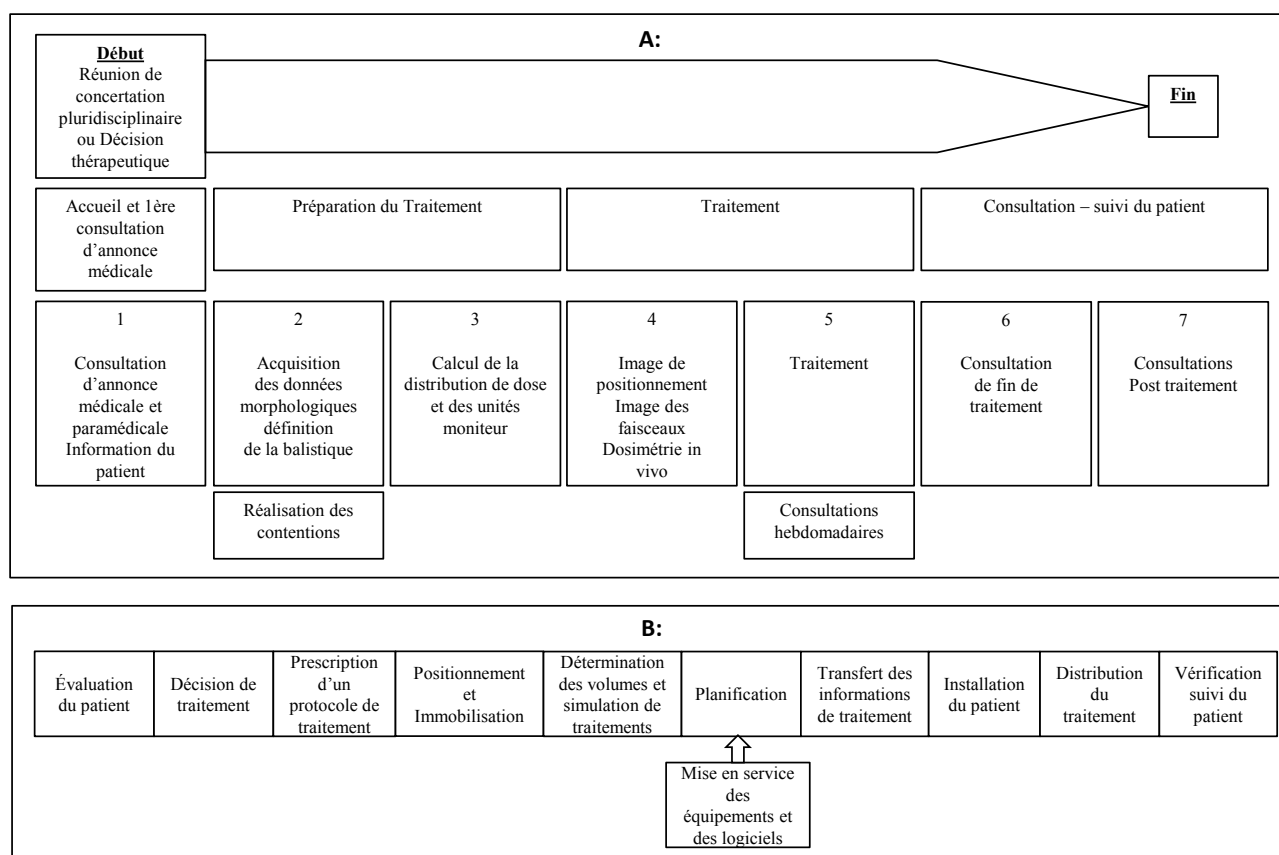 A:
Début
Réunion de
concertation
pluridisciplinaire
ou Décision
thérapeutique
Fin
Accueil et 1ère
consultation
d’annonce
médicale
Préparation du Traitement
Traitement
Consultation – suivi du patient
1
Consultation
d’annonce
médicale et
paramédicale
Information du
patient
2
Acquisition
des données
morphologiques
définition
de la balistique
3
Calcul de la
distribution de dose
et des unités
moniteur
4
Image de
positionnement
Image des
faisceaux
Dosimétrie in
vivo
5
Traitement
6
Consultation
de fin de
traitement
7
Consultations
Post traitement
Réalisation des
contentions
Consultations
hebdomadaires
B:
Évaluation
du patient
Décision de
traitement
Prescription
d’un
protocole de
traitement
Positionnement
et
Immobilisation
Détermination
des volumes et
simulation de
traitements
Planification
Transfert des
informations
de traitement
Installation
du patient
Distribution
du
traitement
Vérification
suivi du
patient
Mise en service
des
équipements et
des logiciels